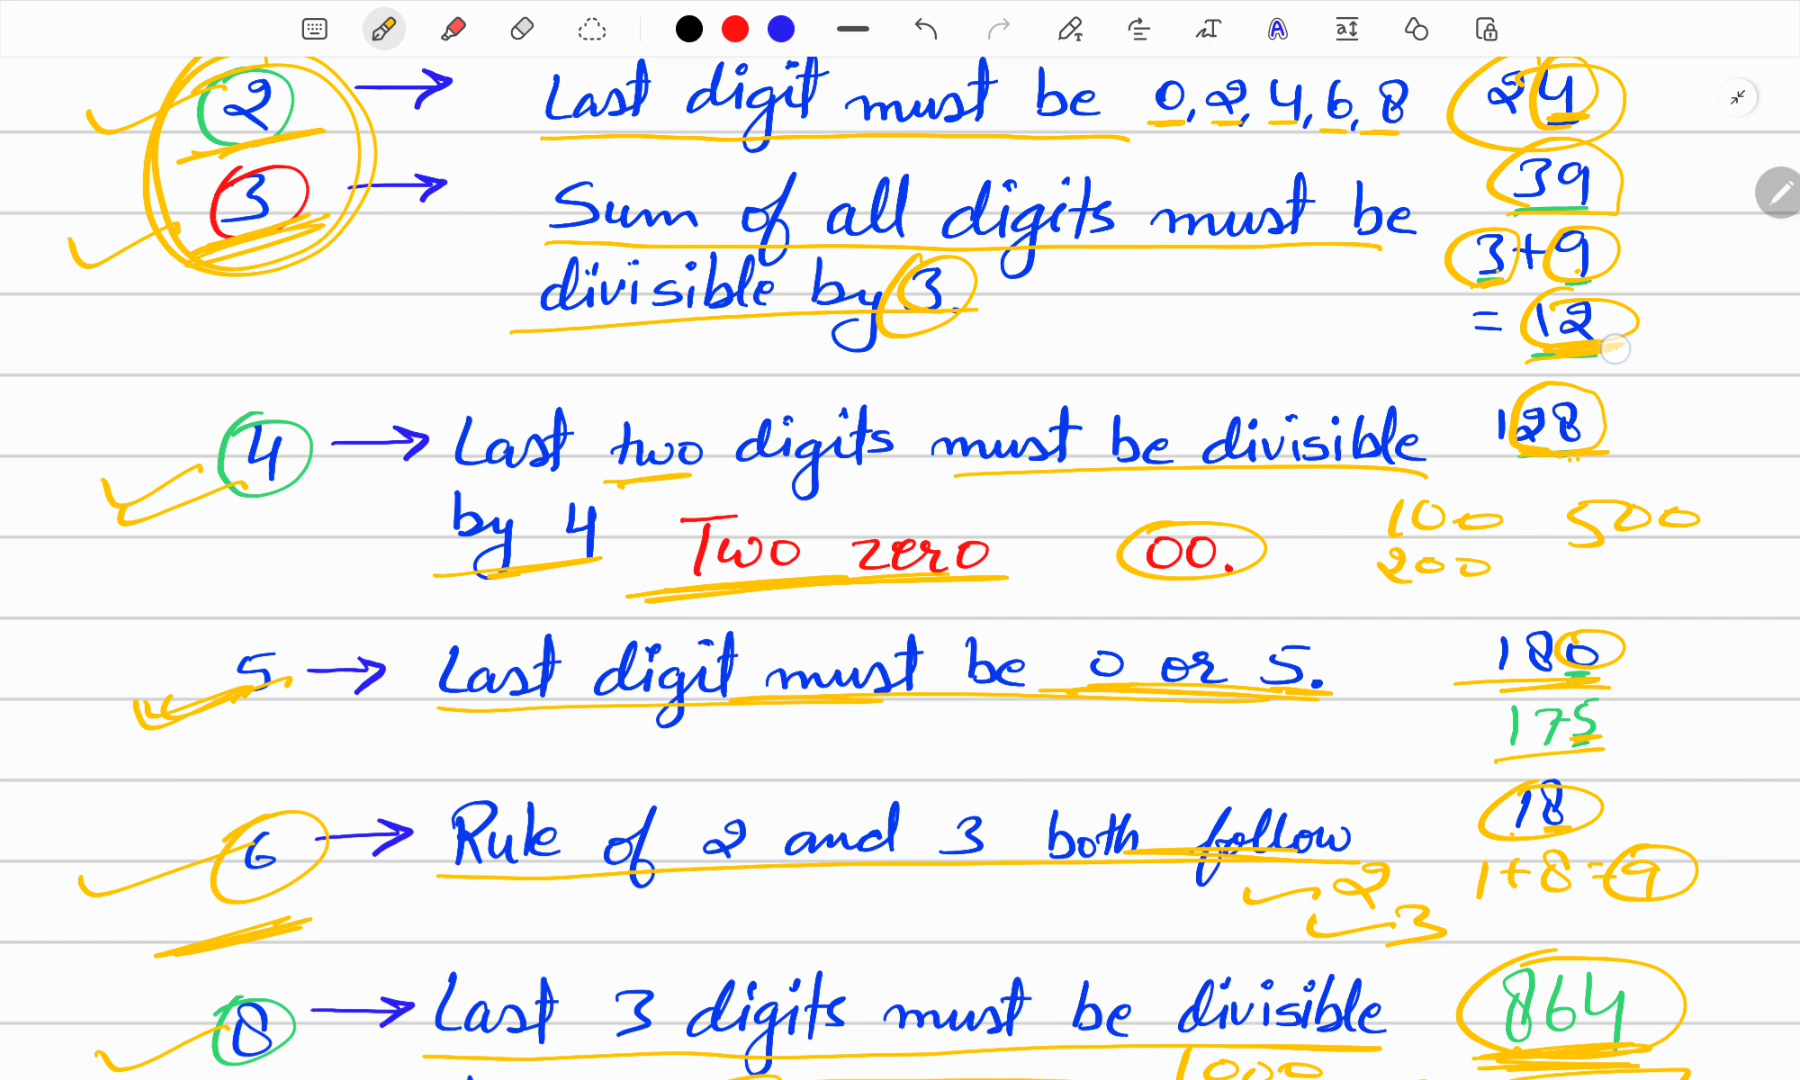 2 → Last digit must be 0, 2, 4, 6, 8 24
3 → Sum of all digits must be 39
divisible by 3. 3+9
= 12
4 → Last two digits must be divisible 128
by 4 Two zero 00. 100 500
200
5 → Last digit must be 0 or 5. 180
175
6 → Rule of 2 and 3 both follow 18
2 1+8=9
3
8 → Last 3 digits must be divisible 864
1000